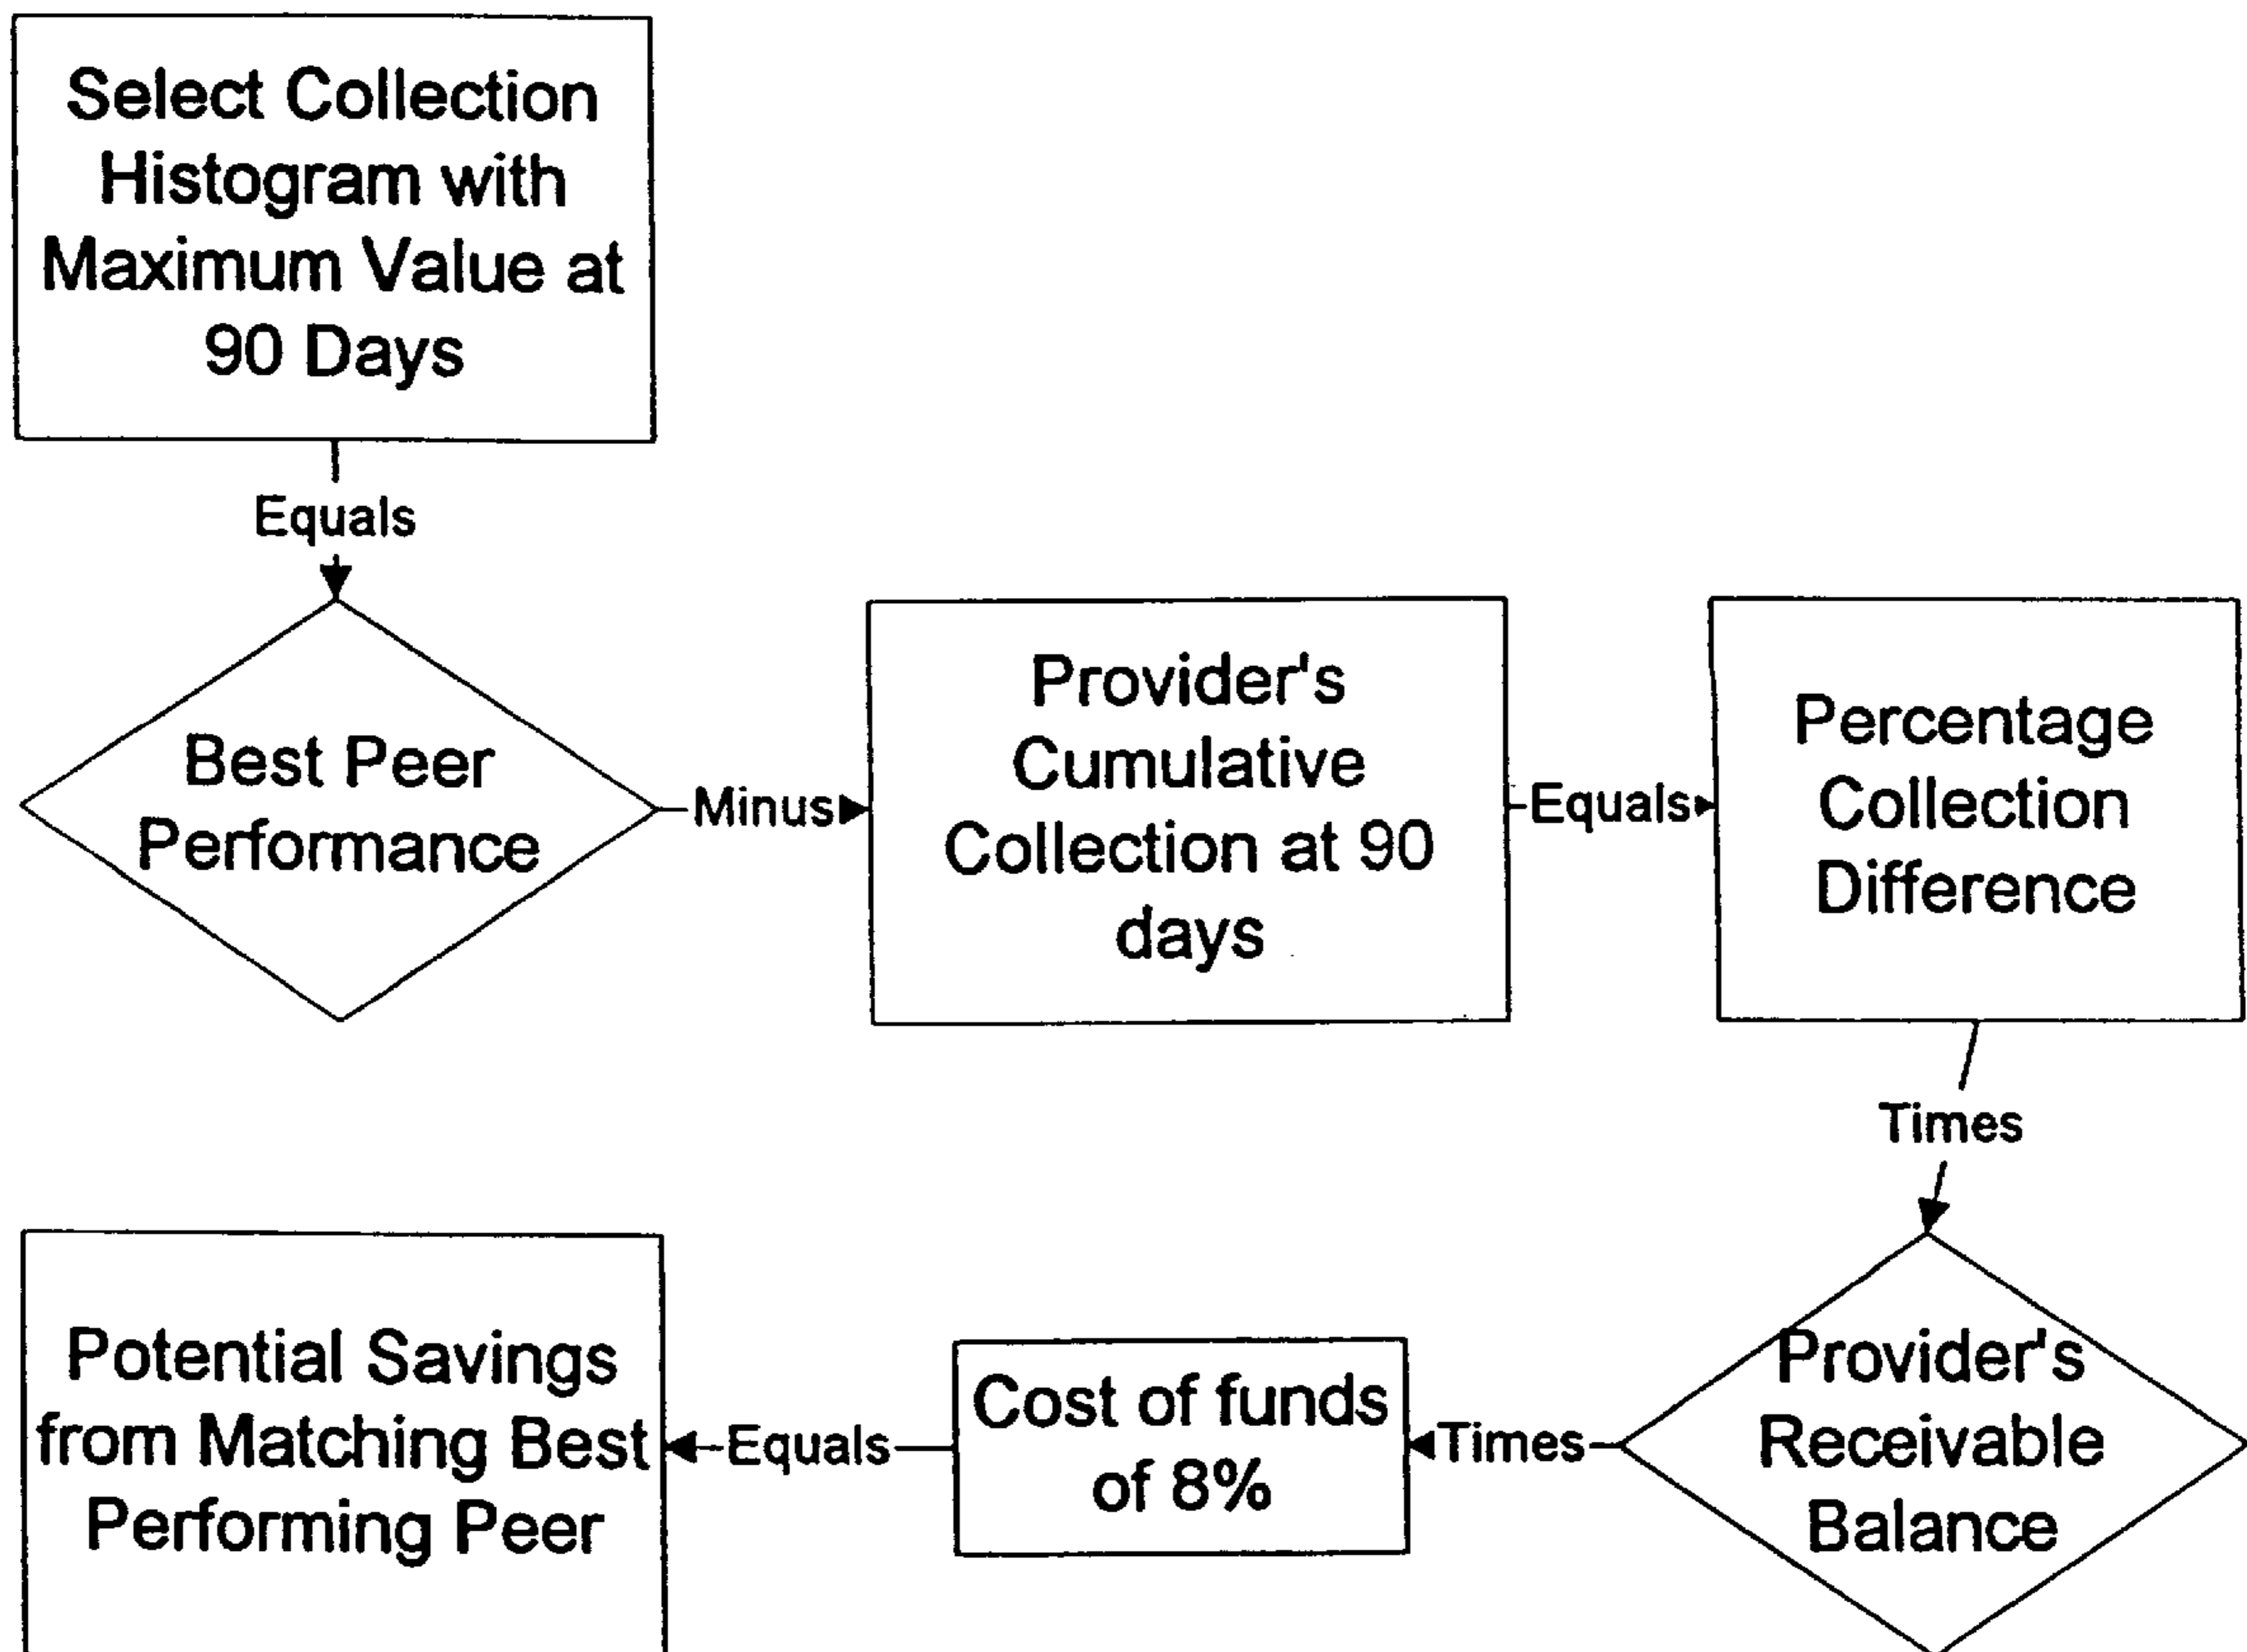 Select Collection
Histogram with
Maximum Value at
90 Days
Equals
Best Peer
Performance
Minus
Provider's
Cumulative
Collection at 90
days
Equals
Percentage
Collection
Difference
Times
Provider's
Receivable
Balance
Times
Cost of funds
of 8%
Equals
Potential Savings
from Matching Best
Performing Peer